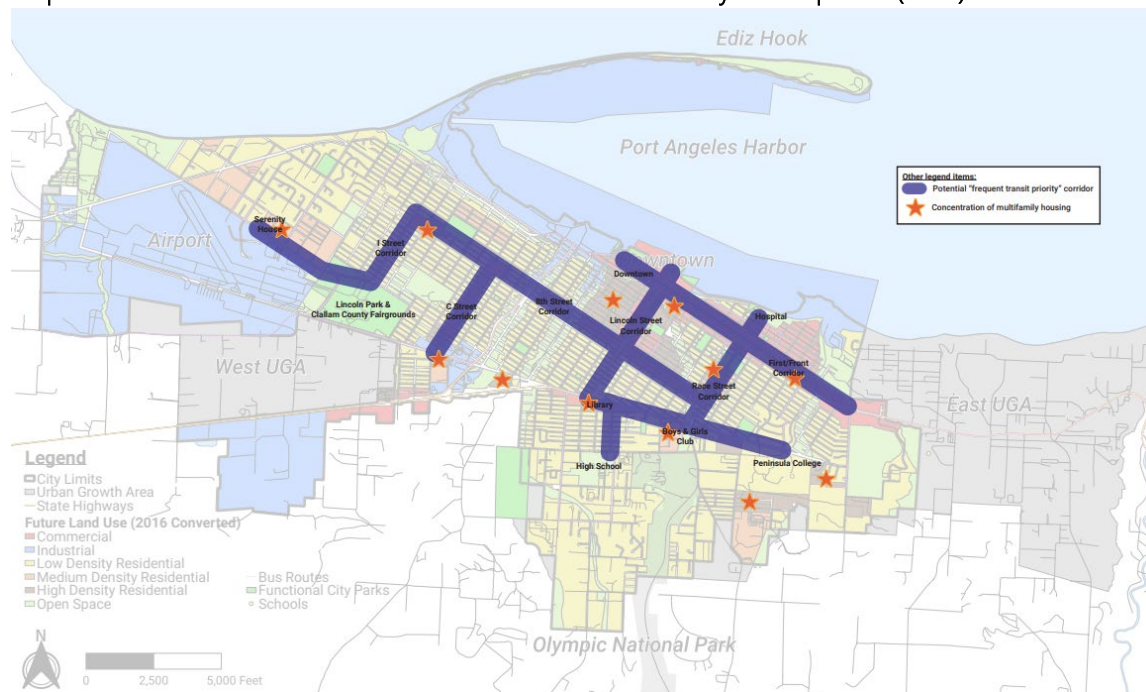 Ediz Hook
Port Angeles Harbor
Other legend items:
Potential "frequent transit priority" corridor
Concentration of multifamily housing
Serenity
House
Airport
I Street
Corridor
Downtown
Downtown
Lincoln Park &
Clallam County Fairgrounds
C Street
Corridor
8th Street
Corridor
Lincoln Street
Corridor
Hospital
West UGA
First/Front
Corridor
Race Street
Corridor
East UGA
Library
Boys & Girls
Club
High School
Peninsula College
Legend
City Limits
Urban Growth Area
State Highways
Future Land Use (2016 Converted)
Commercial
Industrial
Low Density Residential
Medium Density Residential
High Density Residential
Open Space
Bus Routes
Functional City Parks
Schools
Olympic National Park
N
0 2,500 5,000 Feet